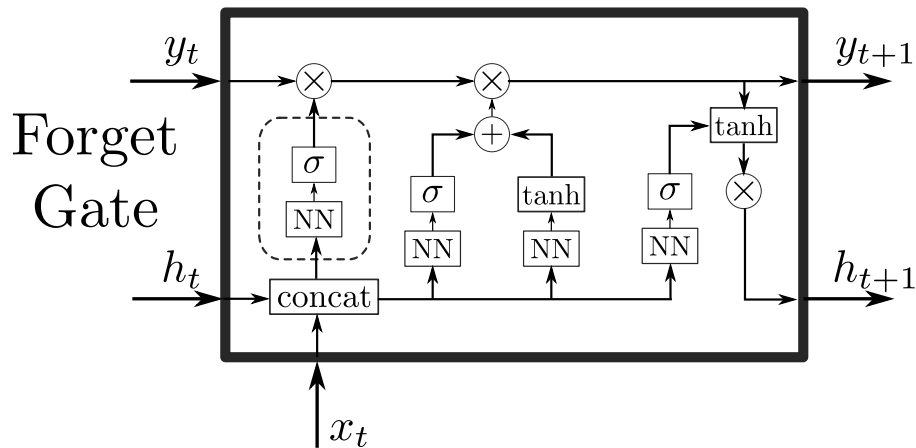 y_t
y_{t+1}
×
×
tanh
Forget
+
σ
σ
tanh
σ
×
Gate
NN
NN
NN
NN
h_t
concat
h_{t+1}
x_t